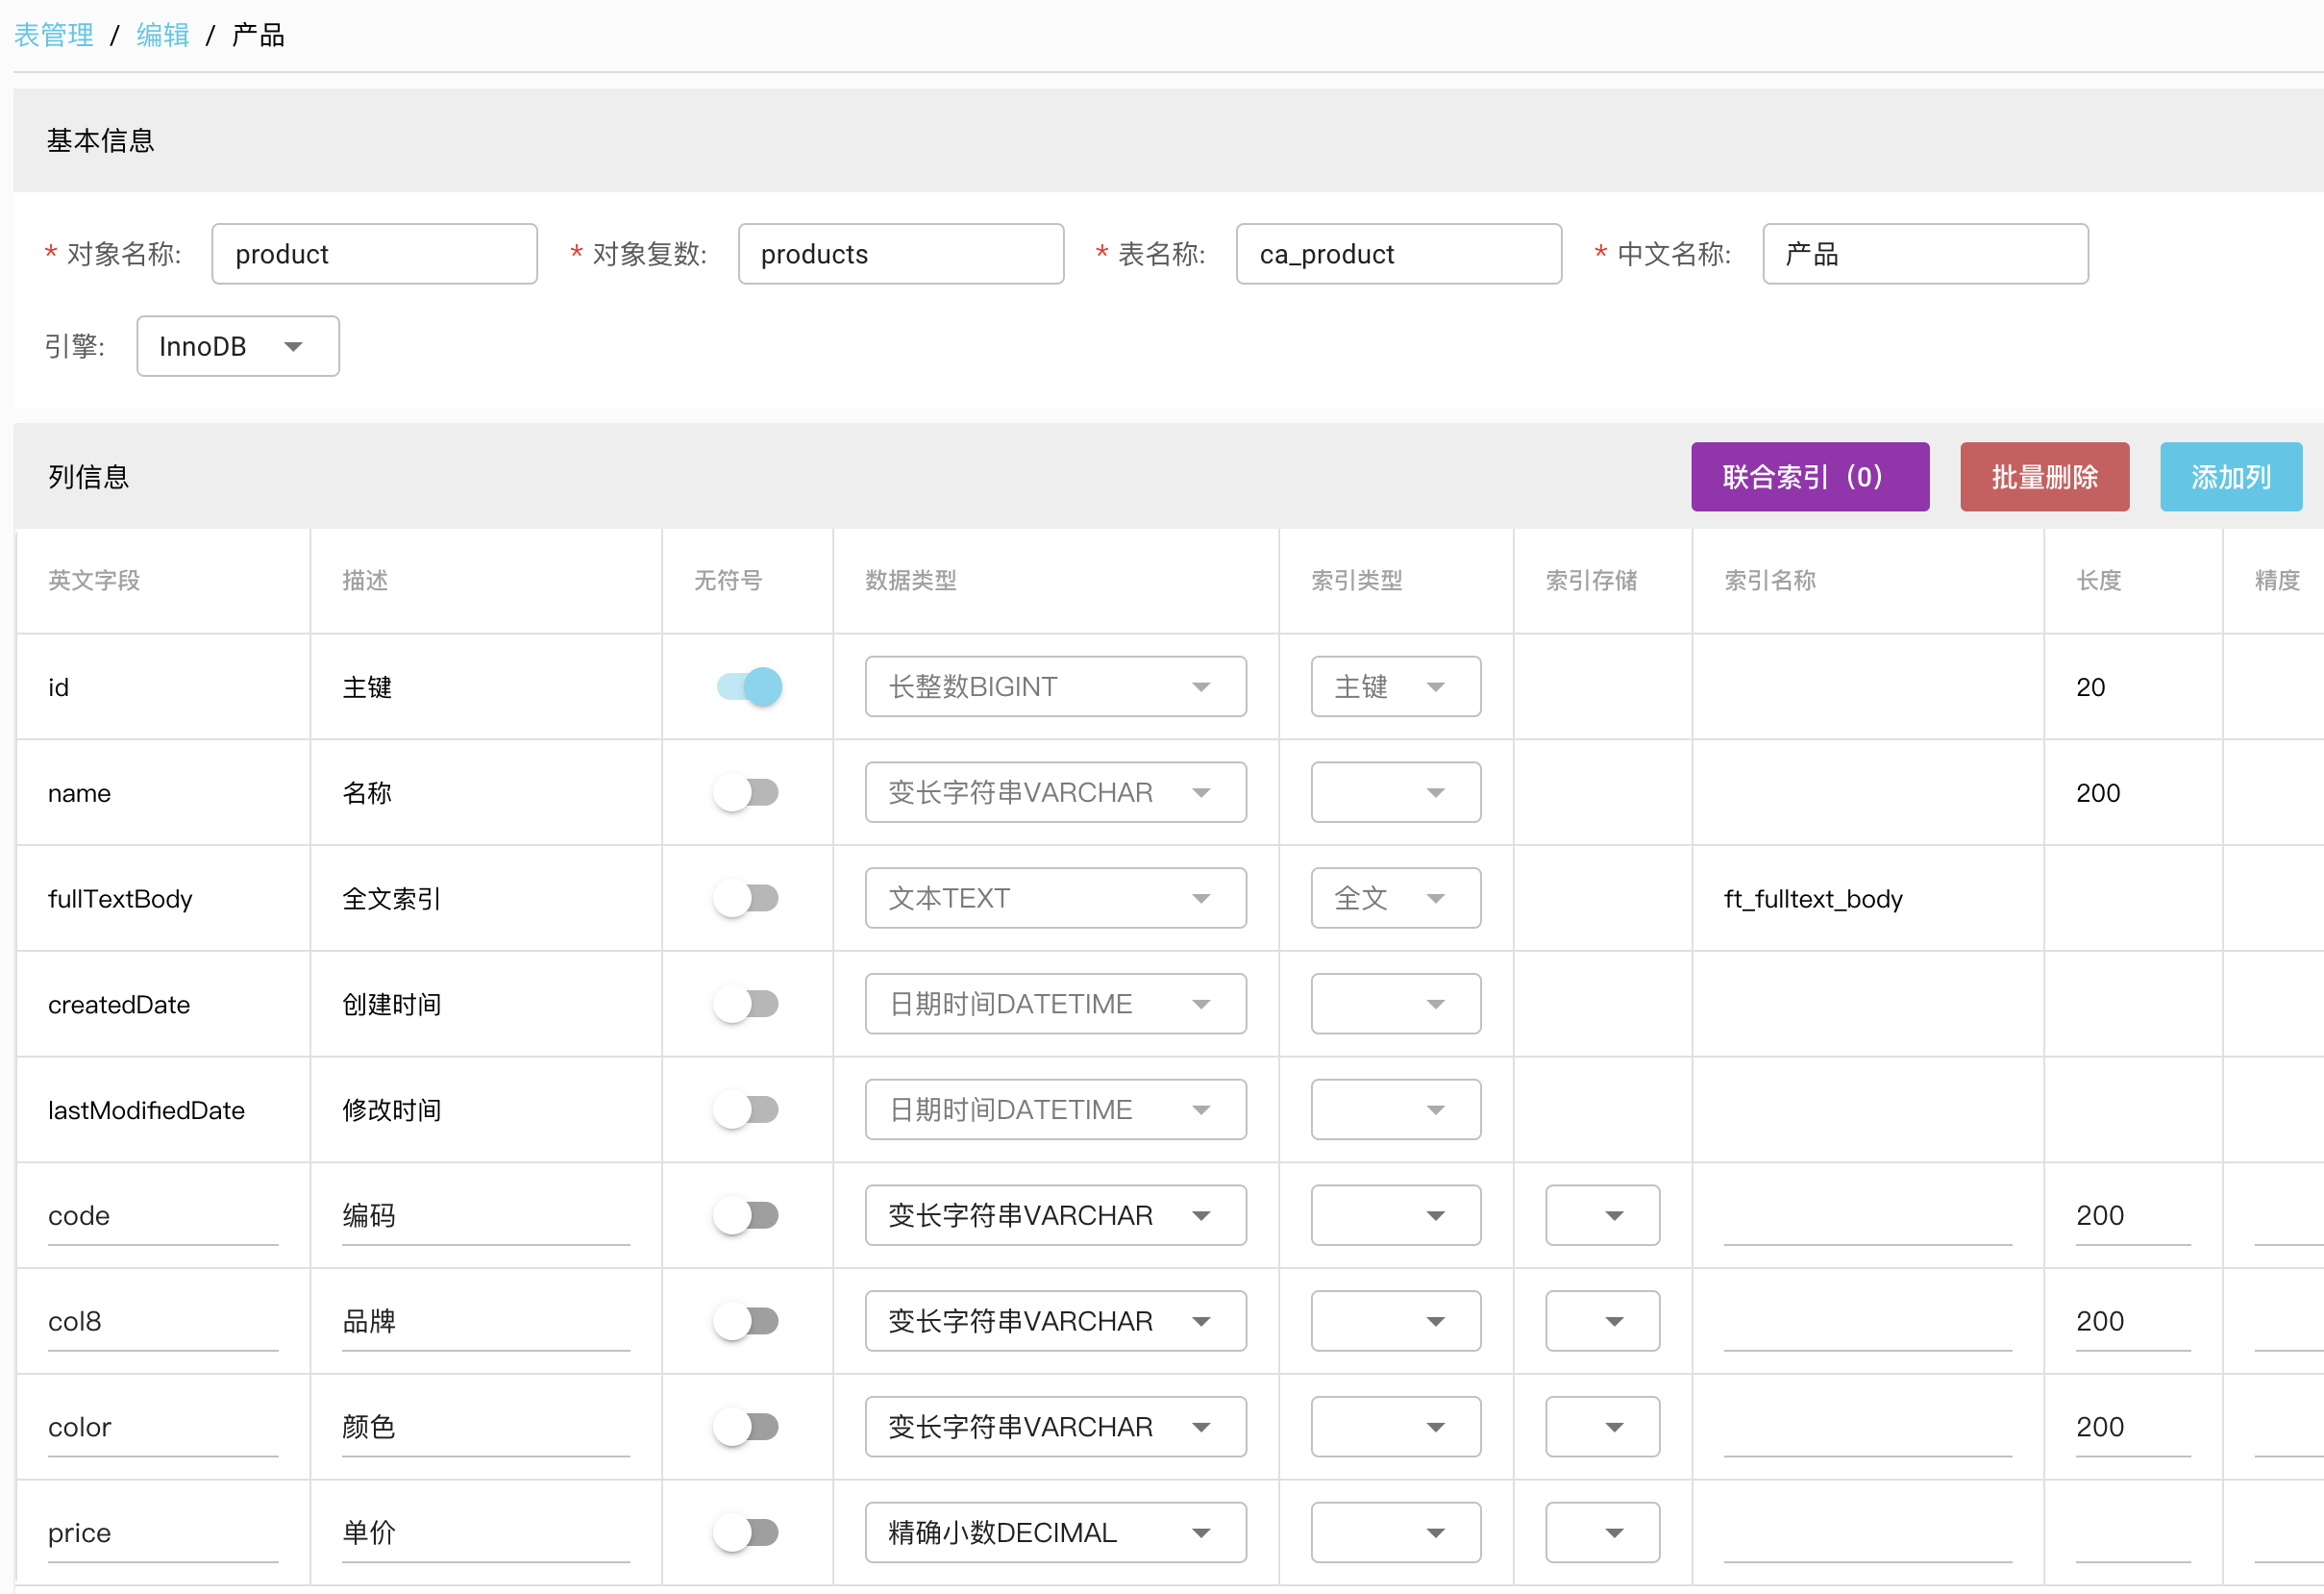 表管理 / 编辑 / 产品
基本信息
* 对象名称: product * 对象复数: products * 表名称: ca_product * 中文名称: 产品
引擎: InnoDB
列信息 联合索引（0） 批量删除 添加列
英文字段 描述 无符号 数据类型 索引类型 索引存储 索引名称 长度 精度
id 主键 长整数BIGINT 主键 20
name 名称 变长字符串VARCHAR 200
fullTextBody 全文索引 文本TEXT 全文 ft_fulltext_body
createdDate 创建时间 日期时间DATETIME
lastModifiedDate 修改时间 日期时间DATETIME
code 编码 变长字符串VARCHAR 200
col8 品牌 变长字符串VARCHAR 200
color 颜色 变长字符串VARCHAR 200
price 单价 精确小数DECIMAL